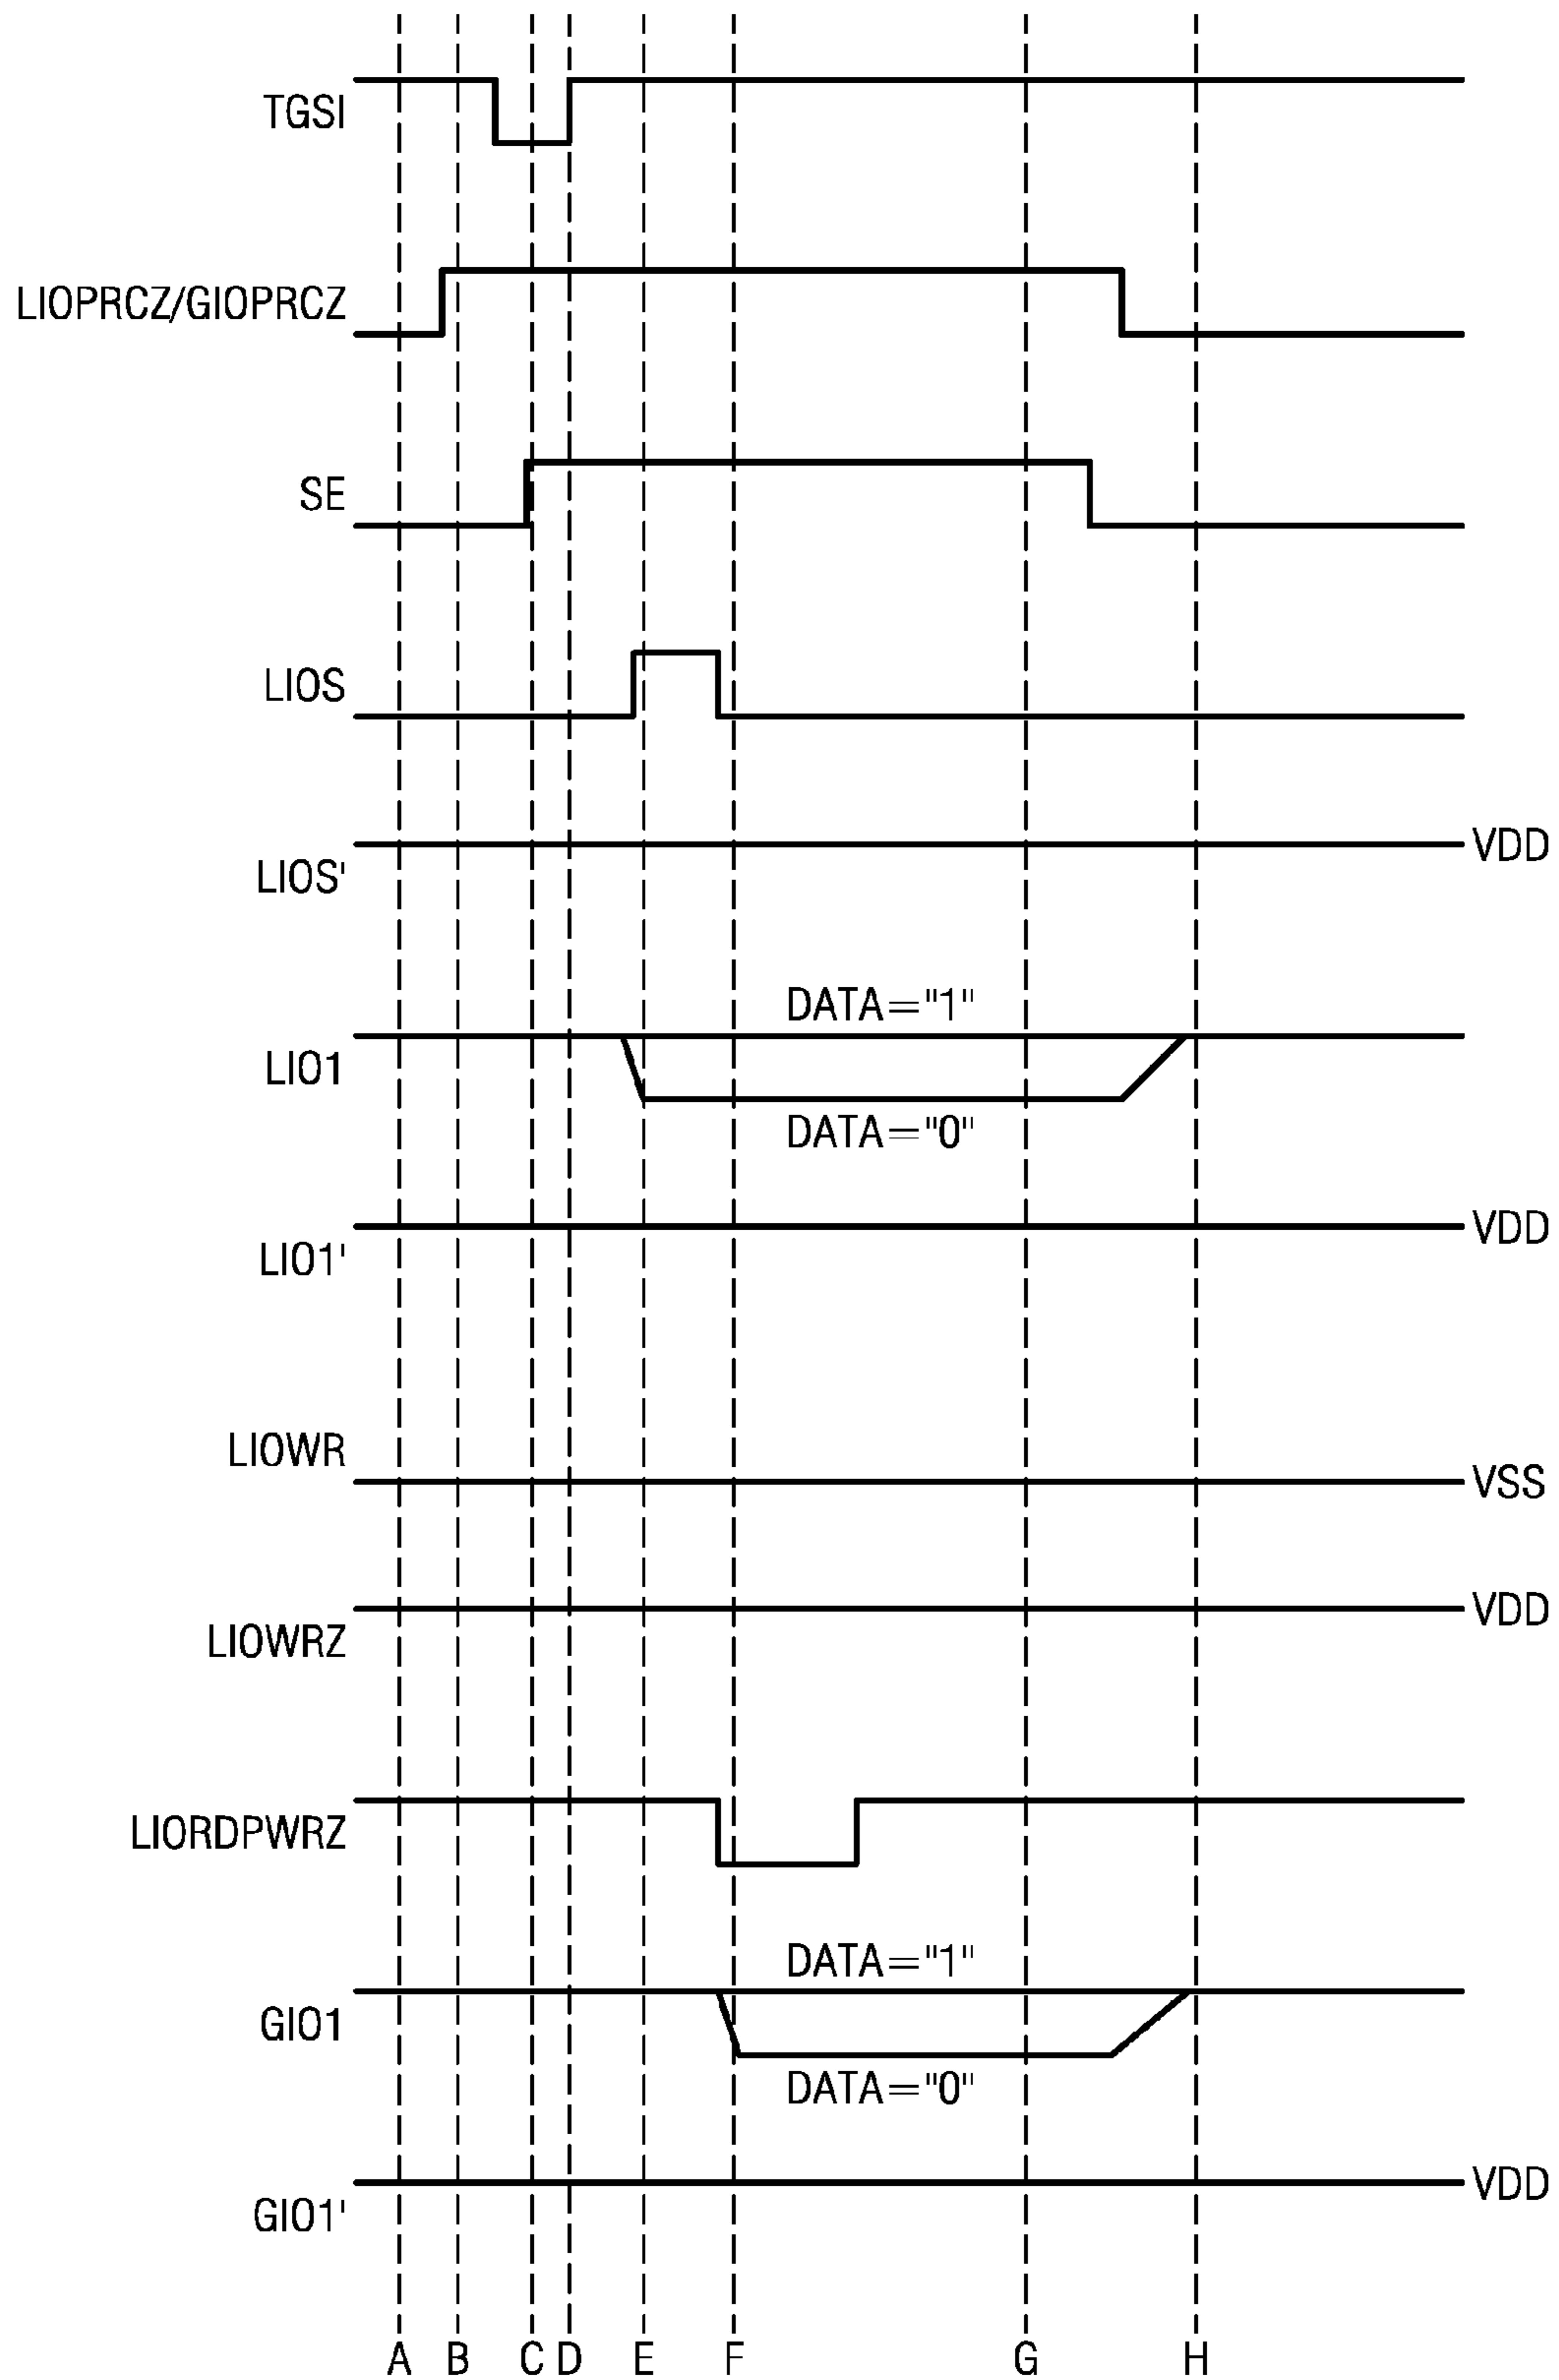 TGSI
LIOPRCZ/GIOPRCZ
SE
LIOS
VDD
LIOS'
DATA="1"
LIO1
DATA="0"
VDD
LIO1'
LIOWR
VSS
VDD
LIOWRZ
LIORDPWRZ
DATA="1"
GIO1
DATA="0"
VDD
GIO1'
A B C D E F G H